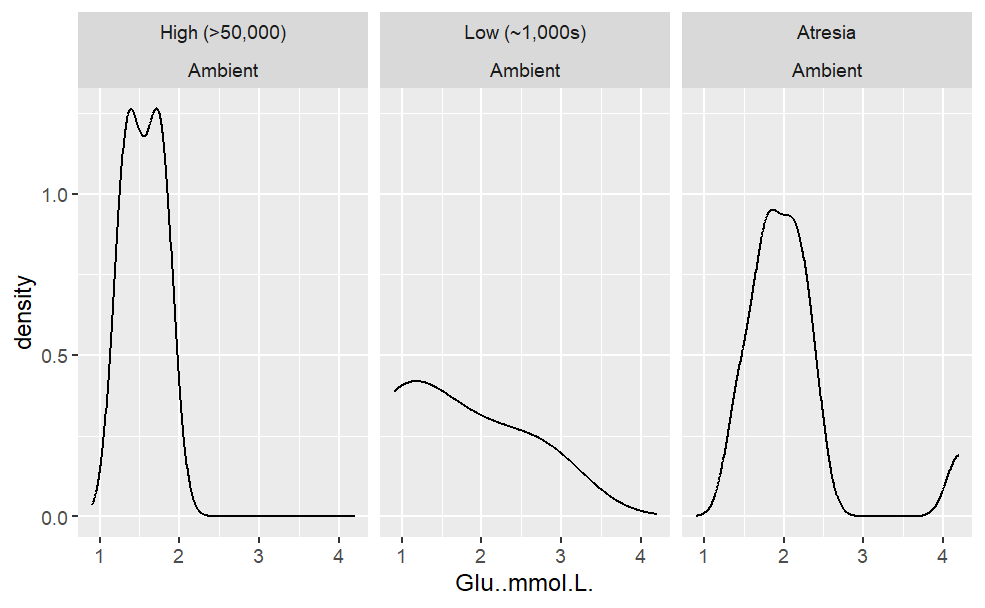 High (>50,000)
Low (~1,000s)
Atresia
Ambient
Ambient
Ambient
1.0
0.5
0.0
density
1 2 3 4
1 2 3 4
1 2 3 4
Glu..mmol.L.